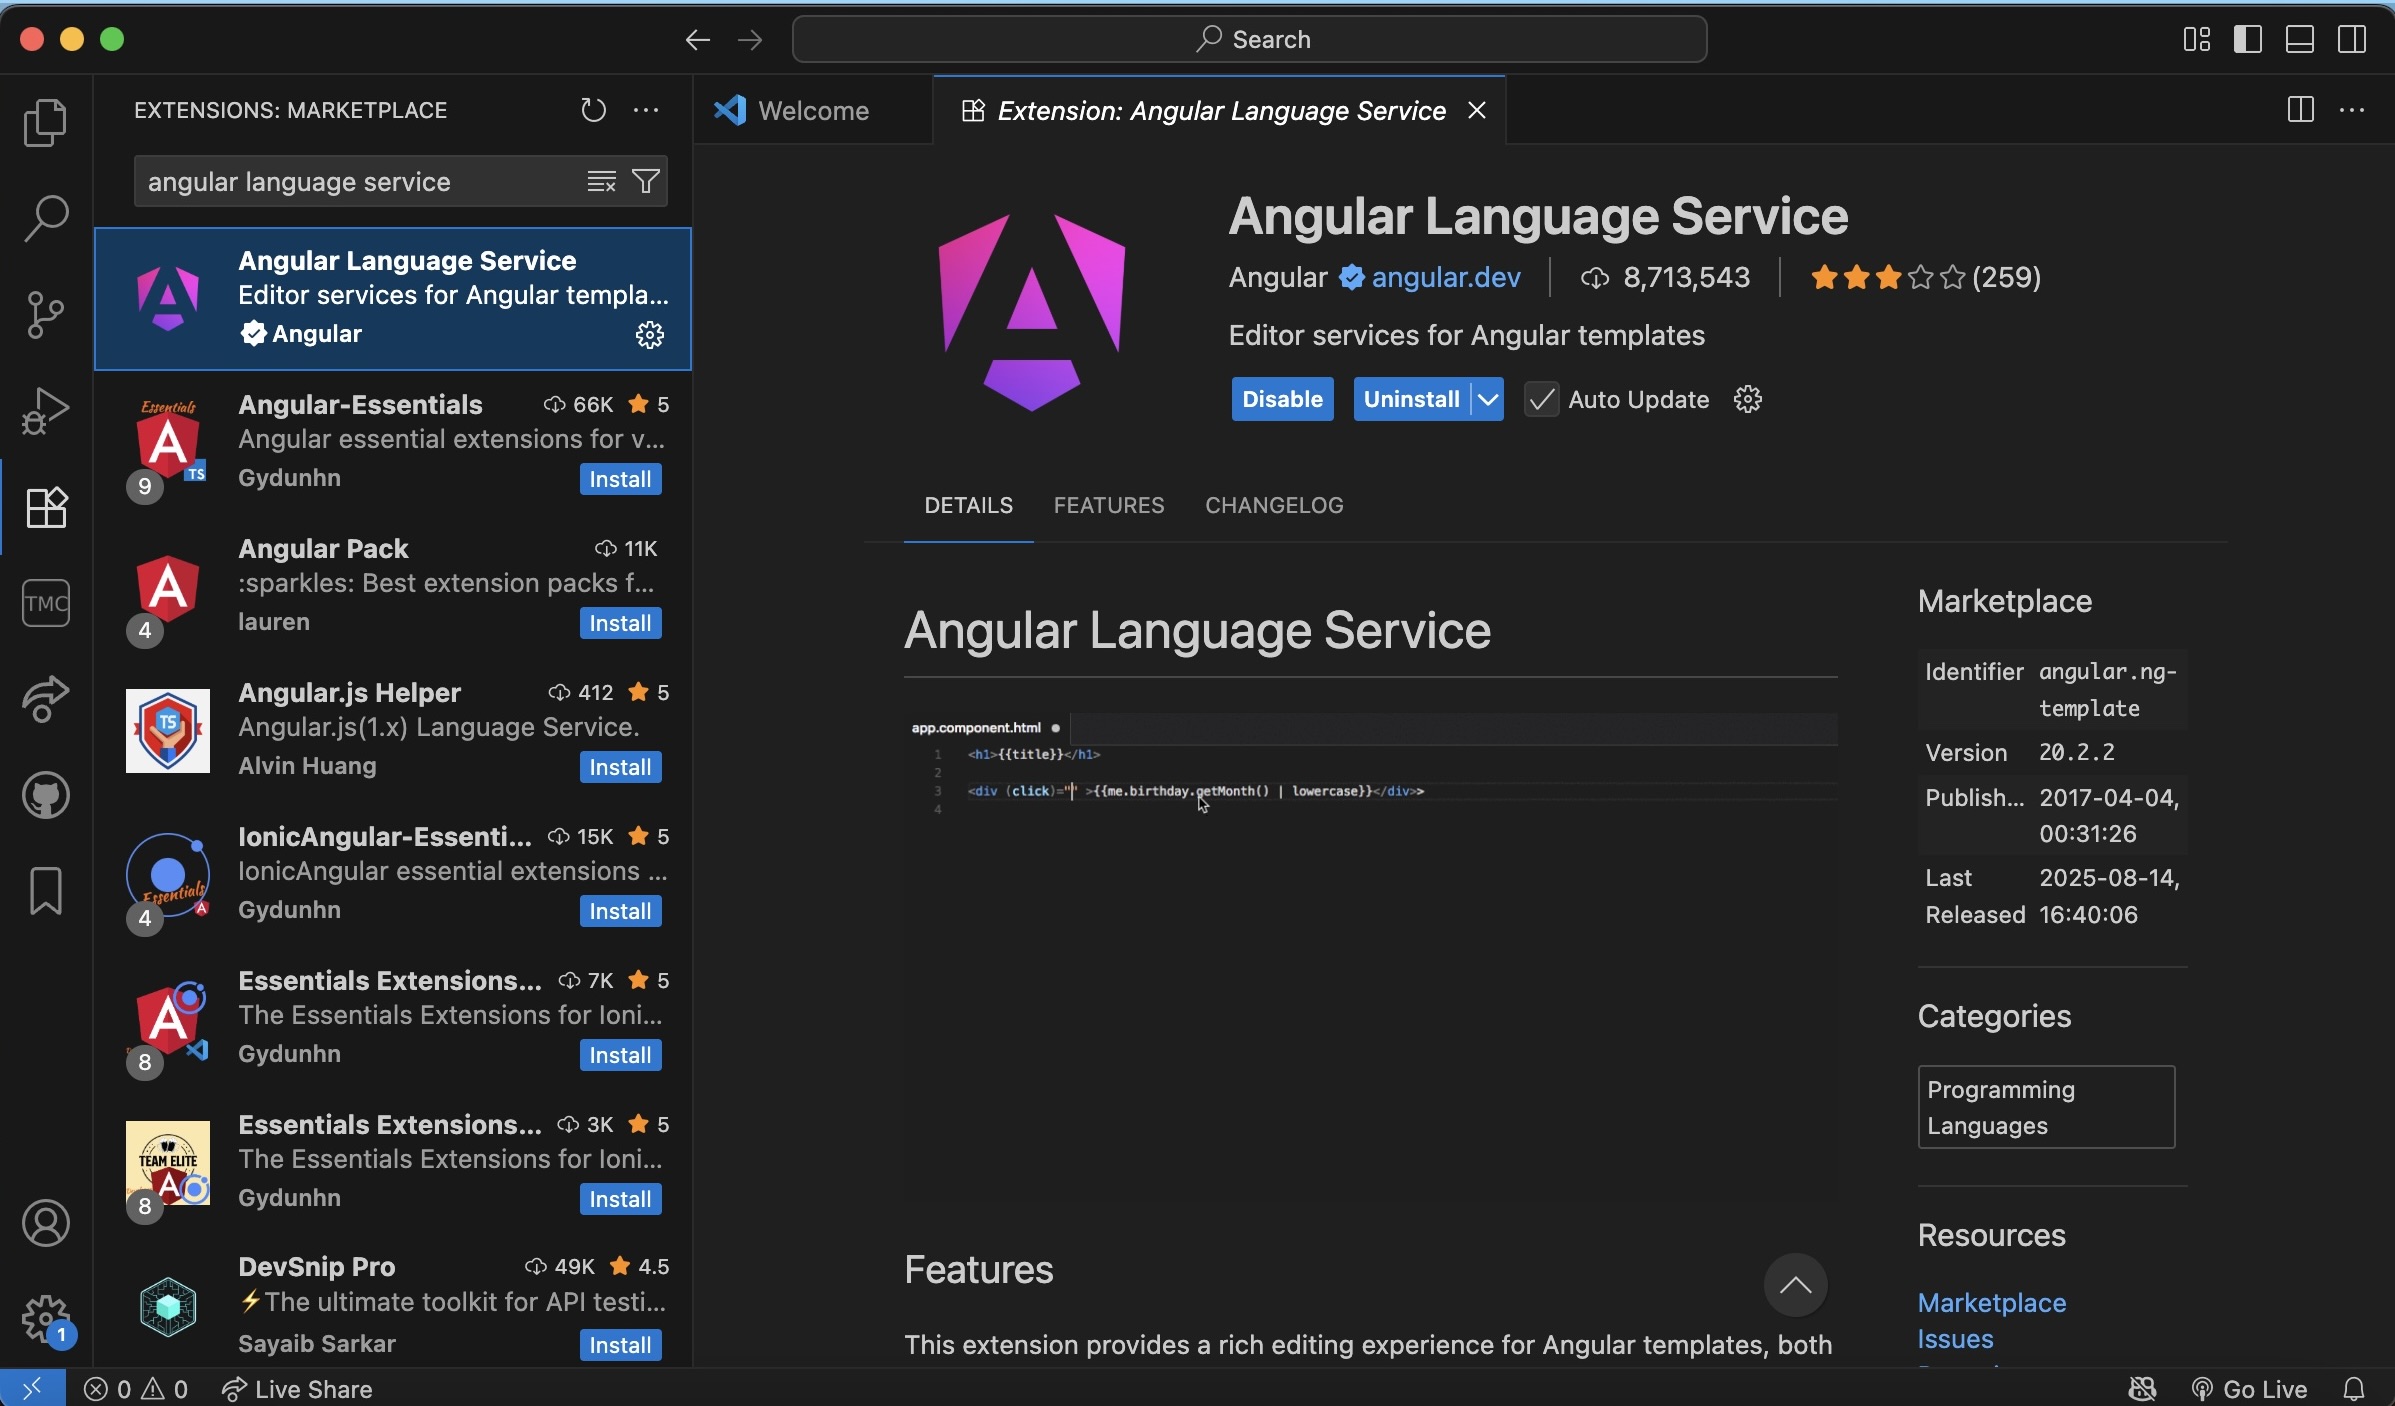 Search
EXTENSIONS: MARKETPLACE
angular language service
Angular Language Service
Editor services for Angular templa...
Angular
Essentials
TS
9
Angular-Essentials 66K 5
Angular essential extensions for v...
Gydunhn Install
4
Angular Pack 11K
:sparkles: Best extension packs f...
lauren Install
TS
Angular.js Helper 412 5
Angular.js(1.x) Language Service.
Alvin Huang Install
Essentials
4
IonicAngular-Essenti... 15K 5
IonicAngular essential extensions ...
Gydunhn Install
8
Essentials Extensions... 7K 5
The Essentials Extensions for Ioni...
Gydunhn Install
TEAM ELITE
8
Essentials Extensions... 3K 5
The Essentials Extensions for Ioni...
Gydunhn Install
DevSnip Pro 49K 4.5
⚡The ultimate toolkit for API testi...
Sayaib Sarkar Install
TMC
1
Welcome
Extension: Angular Language Service
Angular Language Service
Angular angular.dev 8,713,543 (259)
Editor services for Angular templates
Disable Uninstall Auto Update
DETAILS FEATURES CHANGELOG
Angular Language Service
app.component.html
1 <h1>{{title}}</h1>
2
3 <div (click)="" >{{me.birthday.getMonth() | lowercase}}</div>>
4
Features
This extension provides a rich editing experience for Angular templates, both
Marketplace
Identifier angular.ng-
template
Version 20.2.2
Publish... 2017-04-04,
00:31:26
Last 2025-08-14,
Released 16:40:06
Categories
Programming
Languages
Resources
Marketplace
Issues
0 0 Live Share
Go Live